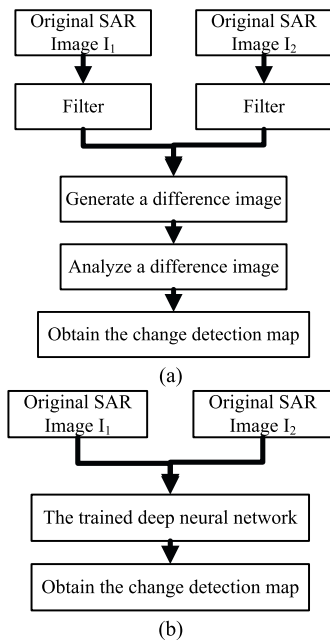 Original SAR
Image I₁
Original SAR
Image I₂
Filter
Filter
Generate a difference image
Analyze a difference image
Obtain the change detection map
(a)
Original SAR
Image I₁
Original SAR
Image I₂
The trained deep neural network
Obtain the change detection map
(b)